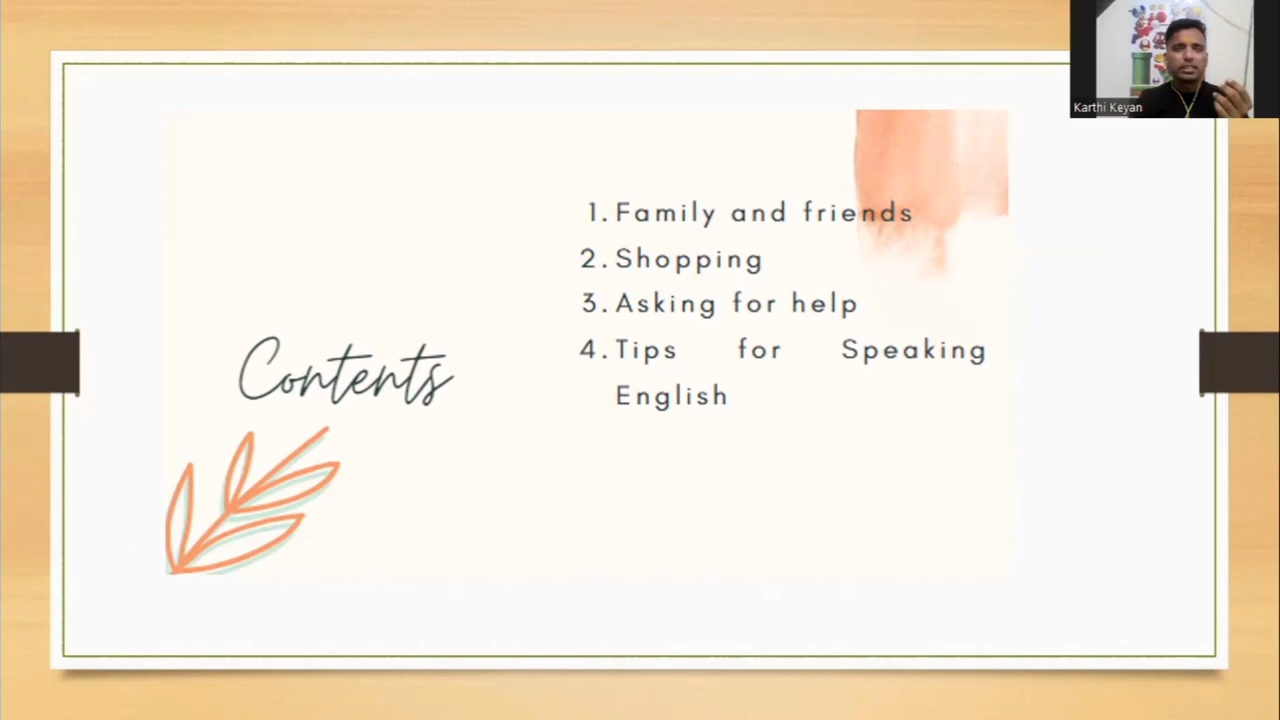 Karthi Keyan
1. Family and friends
2. Shopping
3. Asking for help
4. Tips for Speaking
English
Contents